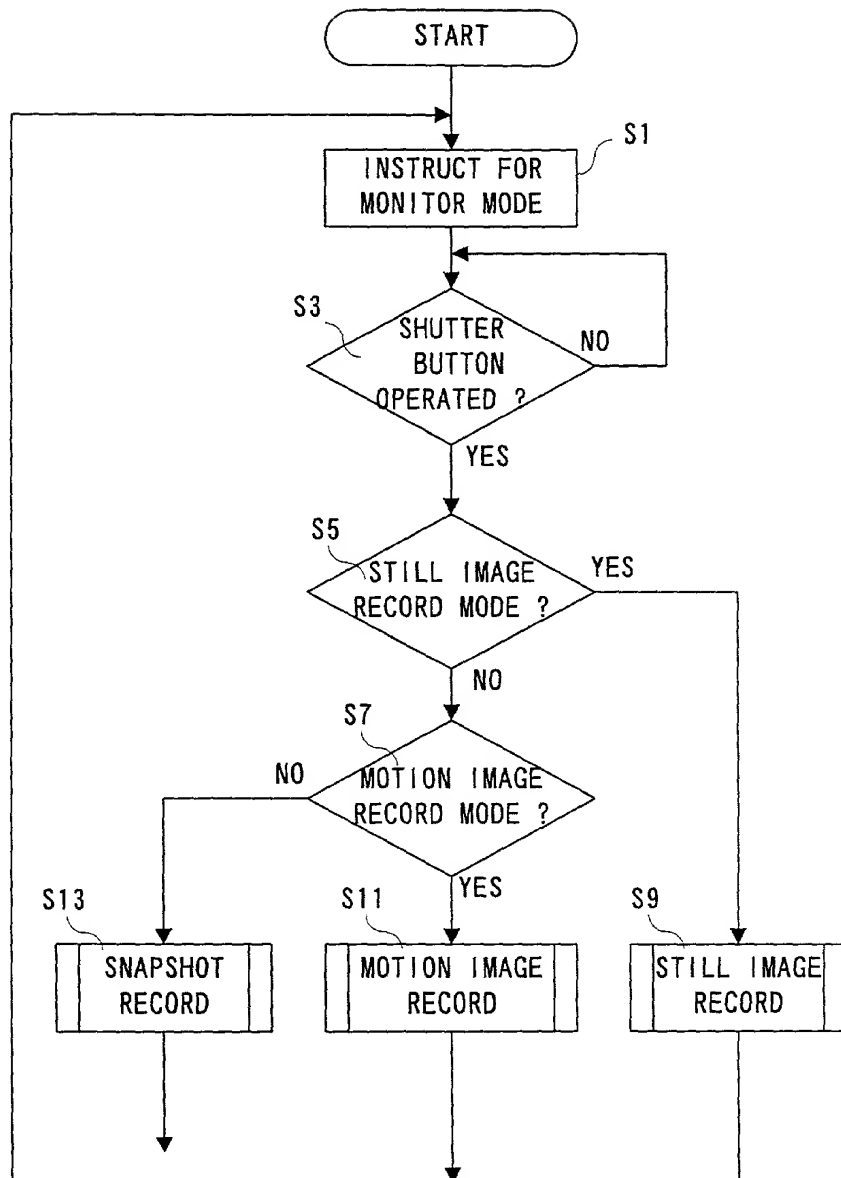 START
S1
INSTRUCT FOR
MONITOR MODE
S3
SHUTTER
BUTTON
OPERATED ?
NO
YES
S5
STILL IMAGE
RECORD MODE ?
YES
NO
S7
NO
MOTION IMAGE
RECORD MODE ?
YES
S13
SNAPSHOT
RECORD
S11
MOTION IMAGE
RECORD
S9
STILL IMAGE
RECORD